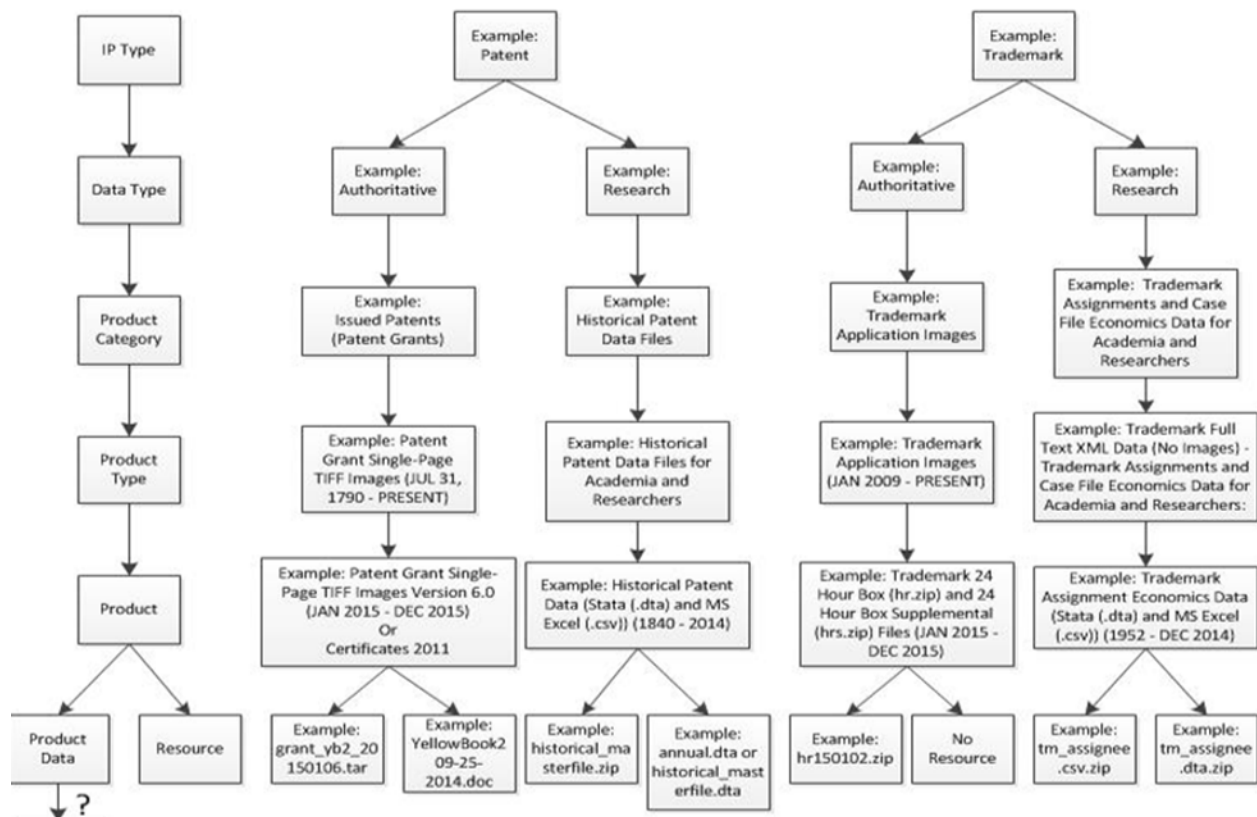 IP Type
Example:
Patent
Example:
Trademark
Data Type
Example:
Authoritative
Example:
Research
Example:
Authoritative
Example:
Research
Product
Category
Example:
Issued Patents
(Patent Grants)
Example:
Historical Patent
Data Files
Example:
Trademark
Application Images
Example: Trademark
Assignments and Case
File Economics Data for
Academia and
Researchers
Product
Type
Example: Patent
Grant Single-Page
TIFF Images (JUL 31,
1790 - PRESENT)
Example: Historical
Patent Data Files for
Academia and
Researchers
Example: Trademark
Application Images
(JAN 2009 - PRESENT)
Example: Trademark Full
Text XML Data (No Images) -
Trademark Assignments and
Case File Economics Data for
Academia and Researchers:
Product
Example: Patent Grant Single-
Page TIFF Images Version 6.0
(JAN 2015 - DEC 2015)
Or
Certificates 2011
Example: Historical Patent
Data (Stata (.dta) and MS
Excel (.csv)) (1840 - 2014)
Example: Trademark 24
Hour Box (hr.zip) and 24
Hour Box Supplemental
(hrs.zip) Files (JAN 2015 -
DEC 2015)
Example: Trademark
Assignment Economics Data
(Stata (.dta) and MS
Excel (.csv)) (1952 - DEC 2014)
Product
Data
Resource
Example:
grant_yb2_20
150106.tar
Example:
YellowBook2
09-25-
2014.doc
Example:
historical_ma
sterfile.zip
Example:
annual.dta or
historical_mas
terfile.dta
Example:
hr150102.zip
No
Resource
Example:
tm_assignee
.csv.zip
Example:
tm_assignee
.dta.zip
?